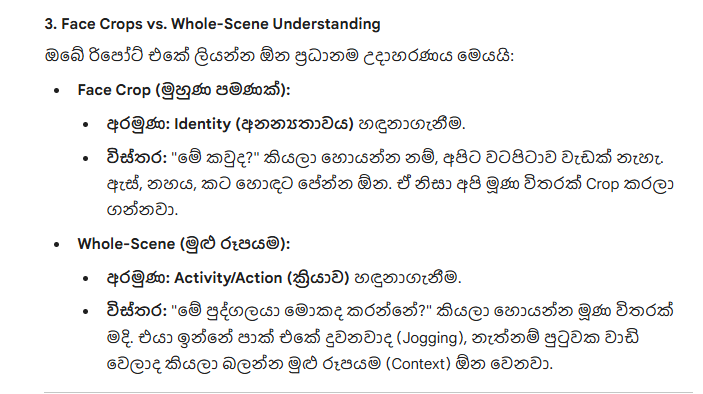 3. Face Crops vs. Whole-Scene Understanding
ඔබේ රිපෝට් එකේ ලියන්න ඕන ප්‍රධානම උදාහරණය මෙයයි:
Face Crop (මුහුණ පමණක්):
අරමුණ: Identity (අනන්‍යතාවය) හඳුනාගැනීම.
විස්තර: "මේ කවුද?" කියලා හොයන්න නම්, අපිට වටපිටාව වැඩක් නැහැ.
ඇස්, නහය, කට හොඳට පේන්න ඕන. ඒ නිසා අපි මූණ විතරක් Crop කරලා
ගන්නවා.
Whole-Scene (මුළු රූපයම):
අරමුණ: Activity/Action (ක්‍රියාව) හඳුනාගැනීම.
විස්තර: "මේ පුද්ගලයා මොකද කරන්නේ?" කියලා හොයන්න මූණ විතරක්
මදි. එයා ඉන්නේ පාක් එකේ දුවනවාද (Jogging), නැත්නම් පුටුවක වාඩි
වෙලාද කියලා බලන්න මුළු රූපයම (Context) ඕන වෙනවා.